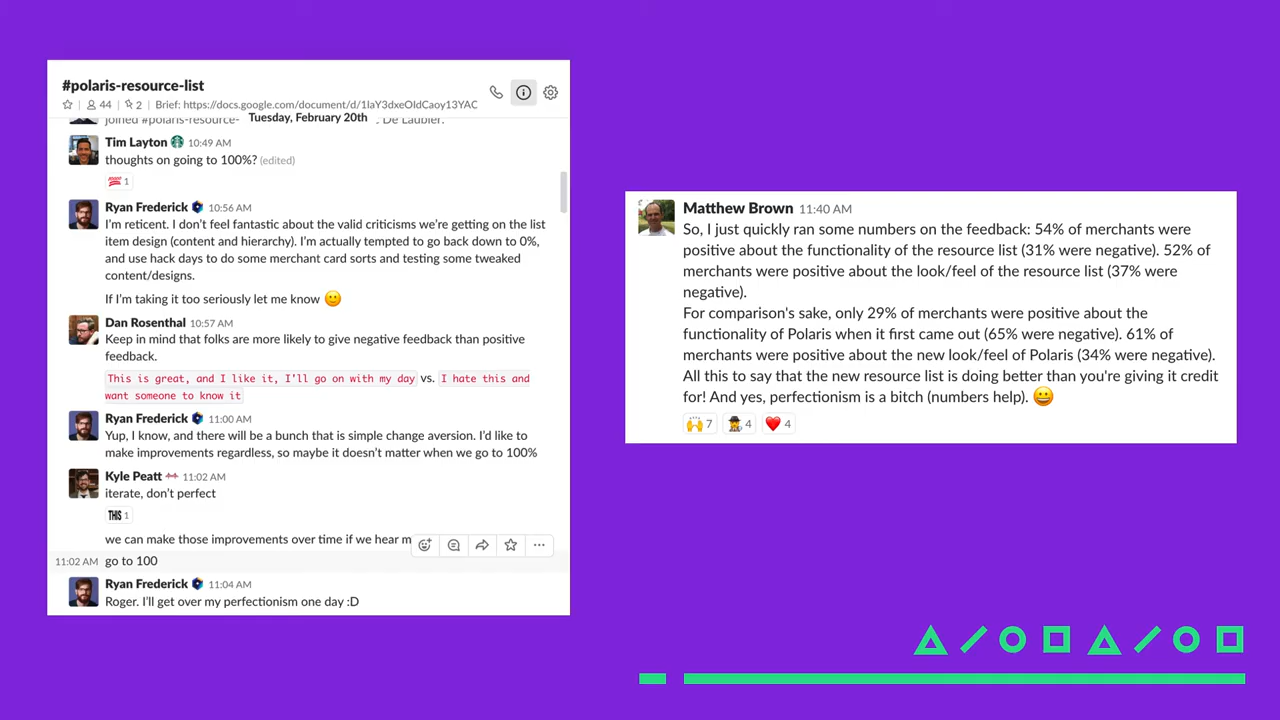 #polaris-resource-list
44 | 2 | Brief: https://docs.google.com/document/d/1IaY3dxeOIdCaoy13YAC
joined #polaris-resource- Tuesday, February 20th De Laubier.
Tim Layton 10:49 AM
thoughts on going to 100%? (edited)
1
Ryan Frederick 10:56 AM
I'm reticent. I don't feel fantastic about the valid criticisms we're getting on the list
item design (content and hierarchy). I'm actually tempted to go back down to 0%,
and use hack days to do some merchant card sorts and testing some tweaked
content/designs.
If I'm taking it too seriously let me know 🙂
Dan Rosenthal 10:57 AM
Keep in mind that folks are more likely to give negative feedback than positive
feedback.
This is great, and I like it, I'll go on with my day vs. I hate this and
want someone to know it
Ryan Frederick 11:00 AM
Yup, I know, and there will be a bunch that is simple change aversion. I'd like to
make improvements regardless, so maybe it doesn't matter when we go to 100%
Kyle Peatt 11:02 AM
iterate, don't perfect
THIS 1
we can make those improvements over time if we hear m
11:02 AM go to 100
Ryan Frederick 11:04 AM
Roger. I'll get over my perfectionism one day :D
Matthew Brown 11:40 AM
So, I just quickly ran some numbers on the feedback: 54% of merchants were
positive about the functionality of the resource list (31% were negative). 52% of
merchants were positive about the look/feel of the resource list (37% were
negative).
For comparison's sake, only 29% of merchants were positive about the
functionality of Polaris when it first came out (65% were negative). 61% of
merchants were positive about the new look/feel of Polaris (34% were negative).
All this to say that the new resource list is doing better than you're giving it credit
for! And yes, perfectionism is a bitch (numbers help). 😀
7 4 4